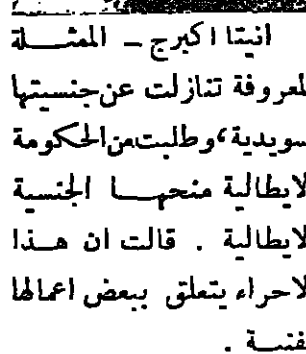 انيتا اكبرج ـ الممثلة
لمعروفة تنازلت عن جنسيتها
سويدية، وطلبت من الحكومة
لايطالية منحها الجنسية
لايطالية . قالت ان هذا
لاحراء يتعلق ببعض اعمالها
فنية .